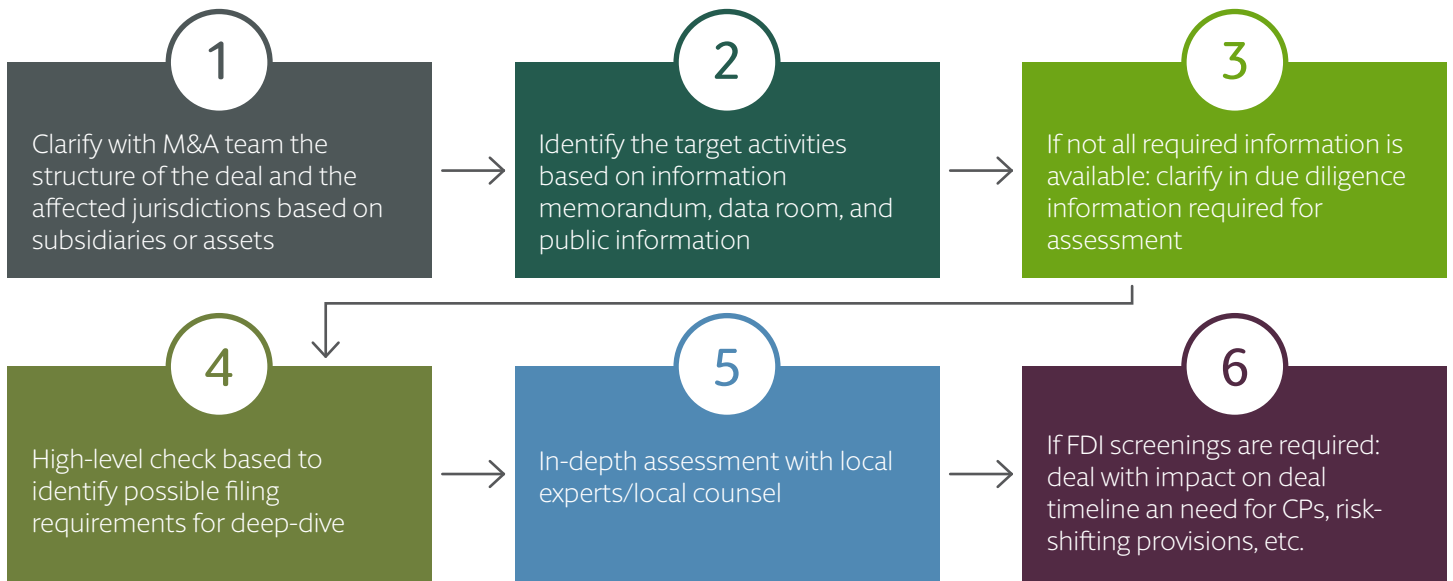 1
Clarify with M&A team the
structure of the deal and the
affected jurisdictions based on
subsidiaries or assets
2
Identify the target activities
based on information
memorandum, data room, and
public information
3
If not all required information is
available: clarify in due diligence
information required for
assessment
4
High-level check based to
identify possible filing
requirements for deep-dive
5
In-depth assessment with local
experts/local counsel
6
If FDI screenings are required:
deal with impact on deal
timeline an need for CPs, risk-
shifting provisions, etc.